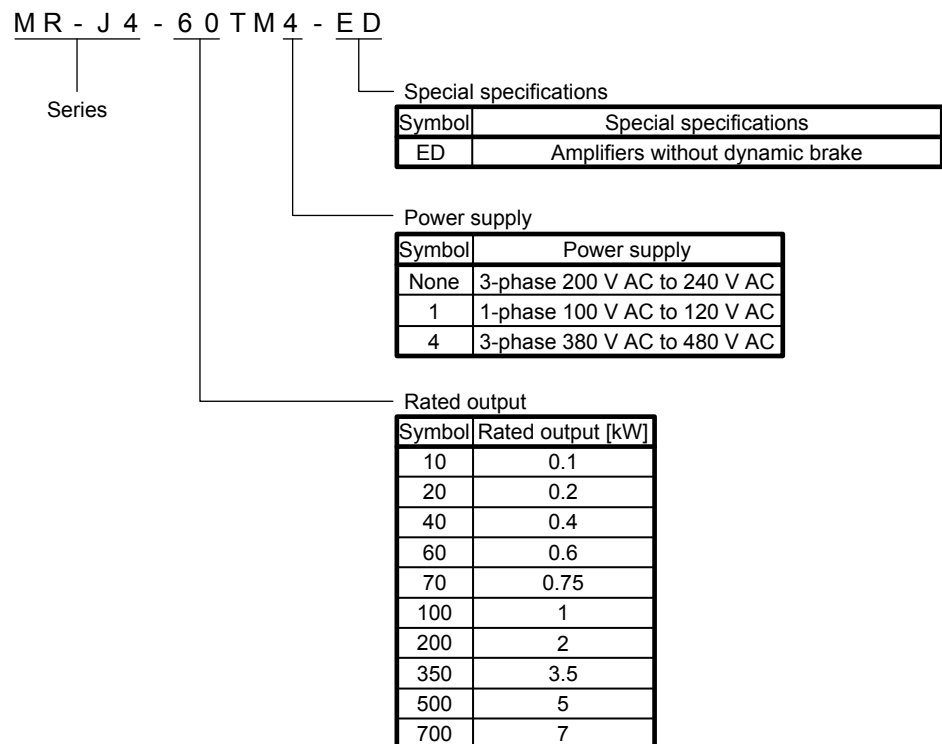 MR-J4-60TM4-ED
Series
Special specifications
Symbol Special specifications
ED Amplifiers without dynamic brake
Power supply
Symbol Power supply
None 3-phase 200 V AC to 240 V AC
1 1-phase 100 V AC to 120 V AC
4 3-phase 380 V AC to 480 V AC
Rated output
Symbol Rated output [kW]
10 0.1
20 0.2
40 0.4
60 0.6
70 0.75
100 1
200 2
350 3.5
500 5
700 7